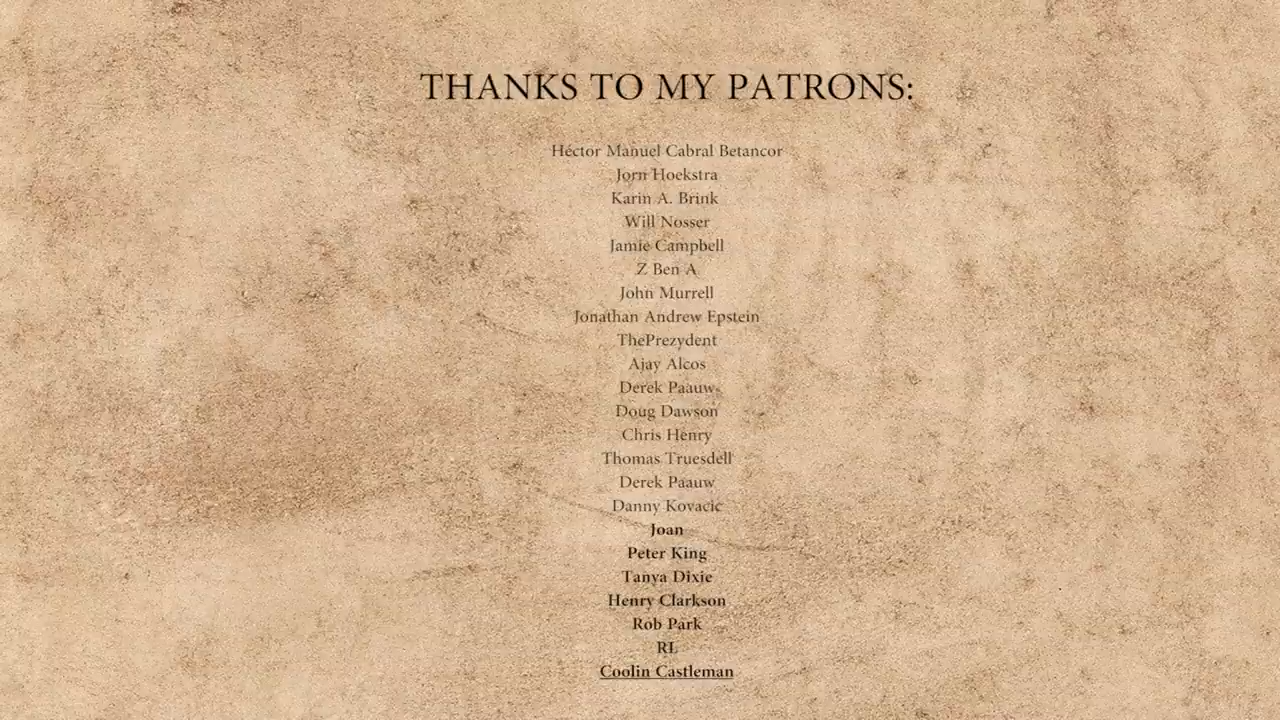 THANKS TO MY PATRONS:
Héctor Manuel Cabral Betancor
Jorn Hoekstra
Karin A. Brink
Will Nosser
Jamie Campbell
Z Ben A
John Murrell
Jonathan Andrew Epstein
ThePrezydent
Ajay Alcos
Derek Paauw
Doug Dawson
Chris Henry
Thomas Truesdell
Derek Paauw
Danny Kovacic
Joan
Peter King
Tanya Dixie
Henry Clarkson
Rob Park
RL
Coolin Castleman